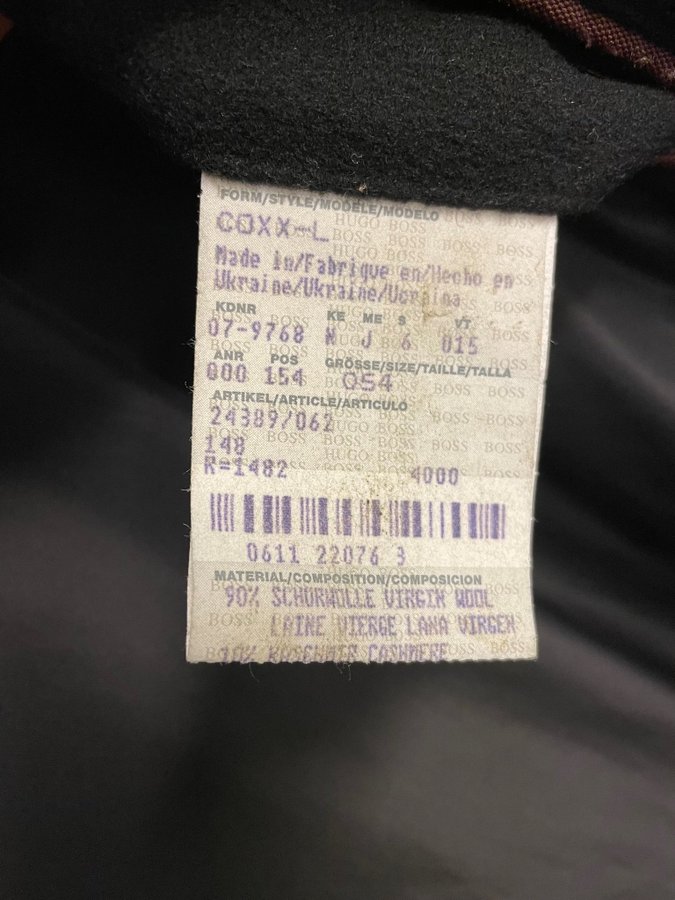 FORM/STYLE/MODELE/MODELO
COXX-L
Made in/Fabrique en/Hecho en
Ukraine/Ukraine/Ucraina
KDNR KE ME S VT
07-9768 N J 6 015
ANR POS GRÖSSE/SIZE/TAILLE/TALLA
000 154 054
ARTIKEL/ARTICLE/ARTICULO
24389/062
148
R=1482 4000
0611 22076 3
MATERIAL/COMPOSITION/COMPOSICION
90% SCHURWOLLE VIRGIN WOOL
LAINE VIERGE LANA VIRGEN
10% KASCHMIR CASHMERE
HUGO BOSS